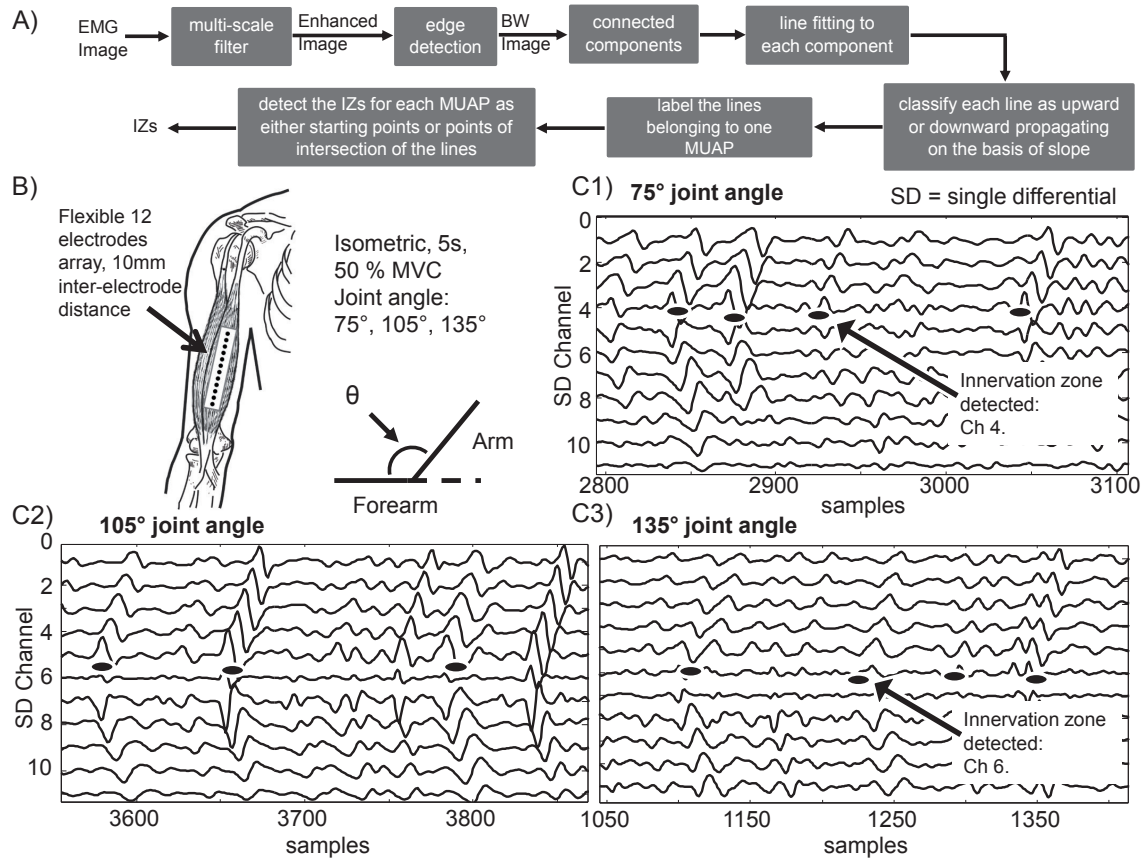 A)
EMG
Image
multi-scale
filter
Enhanced
Image
edge
detection
BW
Image
connected
components
line fitting to
each component
classify each line as upward
or downward propagating
on the basis of slope
label the lines
belonging to one
MUAP
detect the IZs for each MUAP as
either starting points or points of
intersection of the lines
IZs
B)
Flexible 12
electrodes
array, 10mm
inter-electrode
distance
Isometric, 5s,
50 % MVC
Joint angle:
75°, 105°, 135°
θ
Arm
Forearm
C1)
75° joint angle
SD = single differential
0
2
4
6
8
10
SD Channel
Innervation zone
detected:
Ch 4.
2800
2900
3000
3100
samples
C2)
105° joint angle
0
2
4
6
8
10
SD Channel
3600
3700
3800
samples
C3)
135° joint angle
Innervation zone
detected:
Ch 6.
1050
1150
1250
1350
samples